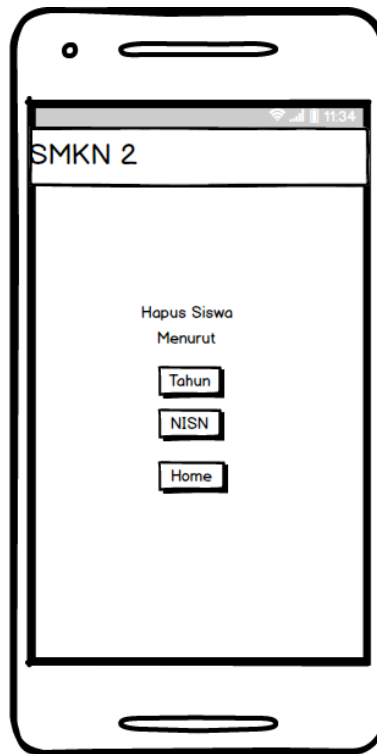 11:34
SMKN 2
Hapus Siswa
Menurut
Tahun
NISN
Home